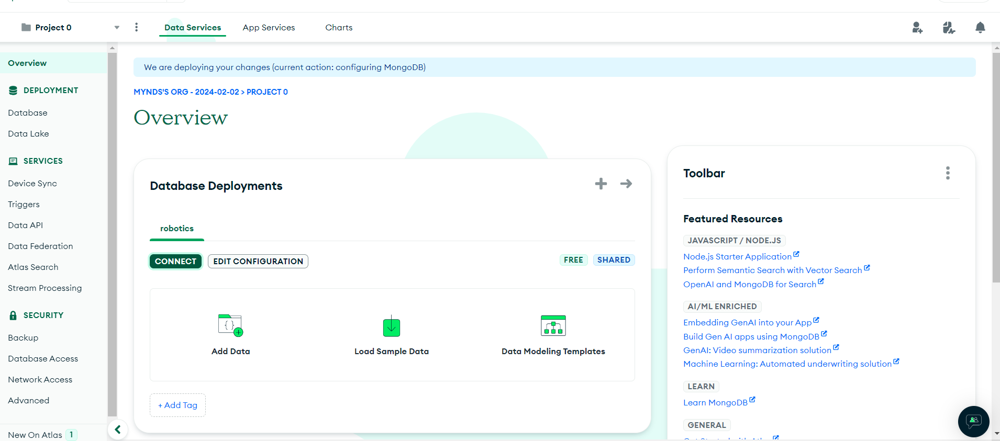 Project 0
Data Services
App Services
Charts
Overview
DEPLOYMENT
Database
Data Lake
SERVICES
Device Sync
Triggers
Data API
Data Federation
Atlas Search
Stream Processing
SECURITY
Backup
Database Access
Network Access
Advanced
New On Atlas 1
We are deploying your changes (current action: configuring MongoDB)
MYNDS'S ORG - 2024-02-02 > PROJECT 0
Overview
Database Deployments
robotics
CONNECT
EDIT CONFIGURATION
FREE
SHARED
Add Data
Load Sample Data
Data Modeling Templates
+ Add Tag
Toolbar
Featured Resources
JAVASCRIPT / NODE.JS
Node.js Starter Application
Perform Semantic Search with Vector Search
OpenAI and MongoDB for Search
AI/ML ENRICHED
Embedding GenAI into your App
Build Gen AI apps using MongoDB
GenAI: Video summarization solution
Machine Learning: Automated underwriting solution
LEARN
Learn MongoDB
GENERAL